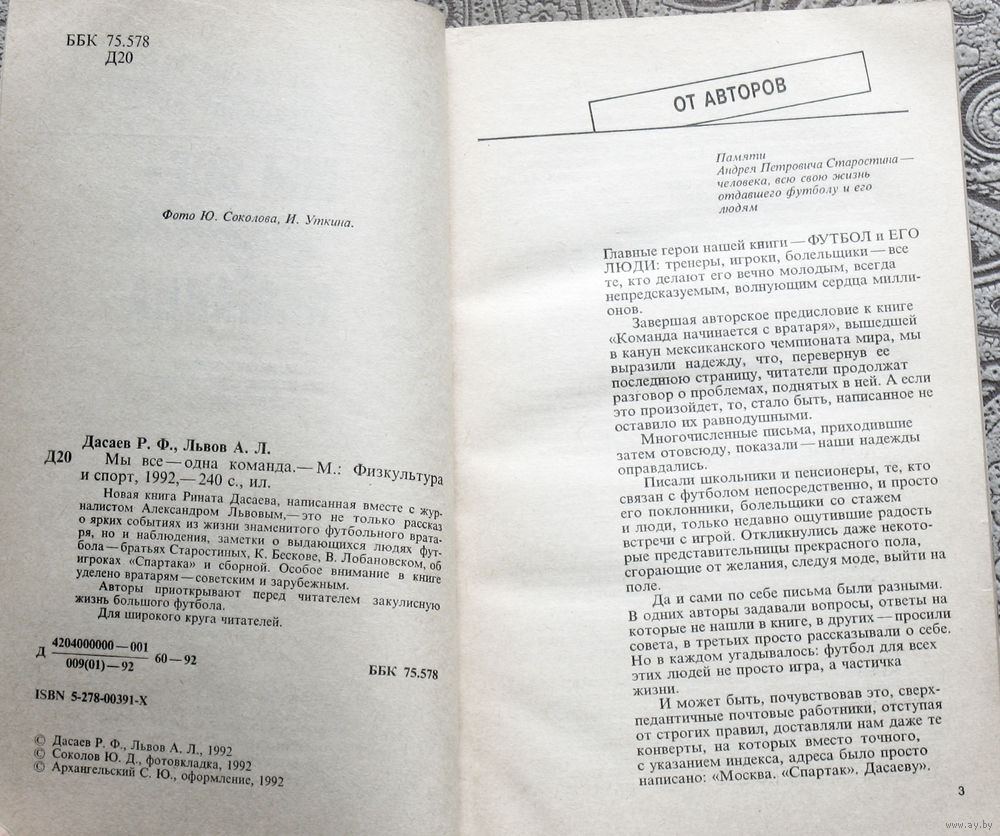 ББК 75.578
Д20
Фото Ю. Соколова, И. Уткина.
Дасаев Р. Ф., Львов А. Л.
Д20 Мы все — одна команда. — М.: Физкультура
и спорт, 1992, — 240 с., ил.
Новая книга Рината Дасаева, написанная вместе с жур-
налистом Александром Львовым, — это не только рассказ
о ярких событиях из жизни знаменитого футбольного врата-
ря, но и наблюдения, заметки о выдающихся людях фут-
бола — братьях Старостиных, К. Бескове, В. Лобановском, об
игроках «Спартака» и сборной. Особое внимание в книге
уделено вратарям — советским и зарубежным.
Авторы приоткрывают перед читателем закулисную
жизнь большого футбола.
Для широкого круга читателей.
Д 4204000000—001
009(01)—92 60—92
ББК 75.578
ISBN 5-278-00391-X
© Дасаев Р. Ф., Львов А. Л., 1992
© Соколов Ю. Д., фотовкладка, 1992
© Архангельский С. Ю., оформление, 1992
ОТ АВТОРОВ
Памяти
Андрея Петровича Старостина —
человека, всю свою жизнь
отдавшего футболу и его
людям
Главные герои нашей книги — ФУТБОЛ и ЕГО
ЛЮДИ: тренеры, игроки, болельщики — все
те, кто делают его вечно молодым, всегда
непредсказуемым, волнующим сердца милли-
онов.
Завершая авторское предисловие к книге
«Команда начинается с вратаря», вышедшей
в канун мексиканского чемпионата мира, мы
выразили надежду, что, перевернув ее
последнюю страницу, читатели продолжат
разговор о проблемах, поднятых в ней. А если
это произойдет, то, стало быть, написанное не
оставило их равнодушными.
Многочисленные письма, приходившие
затем отовсюду, показали — наши надежды
оправдались.
Писали школьники и пенсионеры, те, кто
связан с футболом непосредственно, и просто
его поклонники, болельщики со стажем
и люди, только недавно ощутившие радость
встречи с игрой. Откликнулись даже некото-
рые представительницы прекрасного пола,
сгорающие от желания, следуя моде, выйти на
поле.
Да и сами по себе письма были разными.
В одних авторы задавали вопросы, ответы на
которые не нашли в книге, в других — просили
совета, в третьих просто рассказывали о себе.
Но в каждом угадывалось: футбол для всех
этих людей не просто игра, а частичка
жизни.
И может быть, почувствовав это, сверх-
педантичные почтовые работники, отступая
от строгих правил, доставляли нам даже те
конверты, на которых вместо точного,
с указанием индекса, адреса было просто
написано: «Москва. «Спартак». Дасаеву».
3
www.ay.by